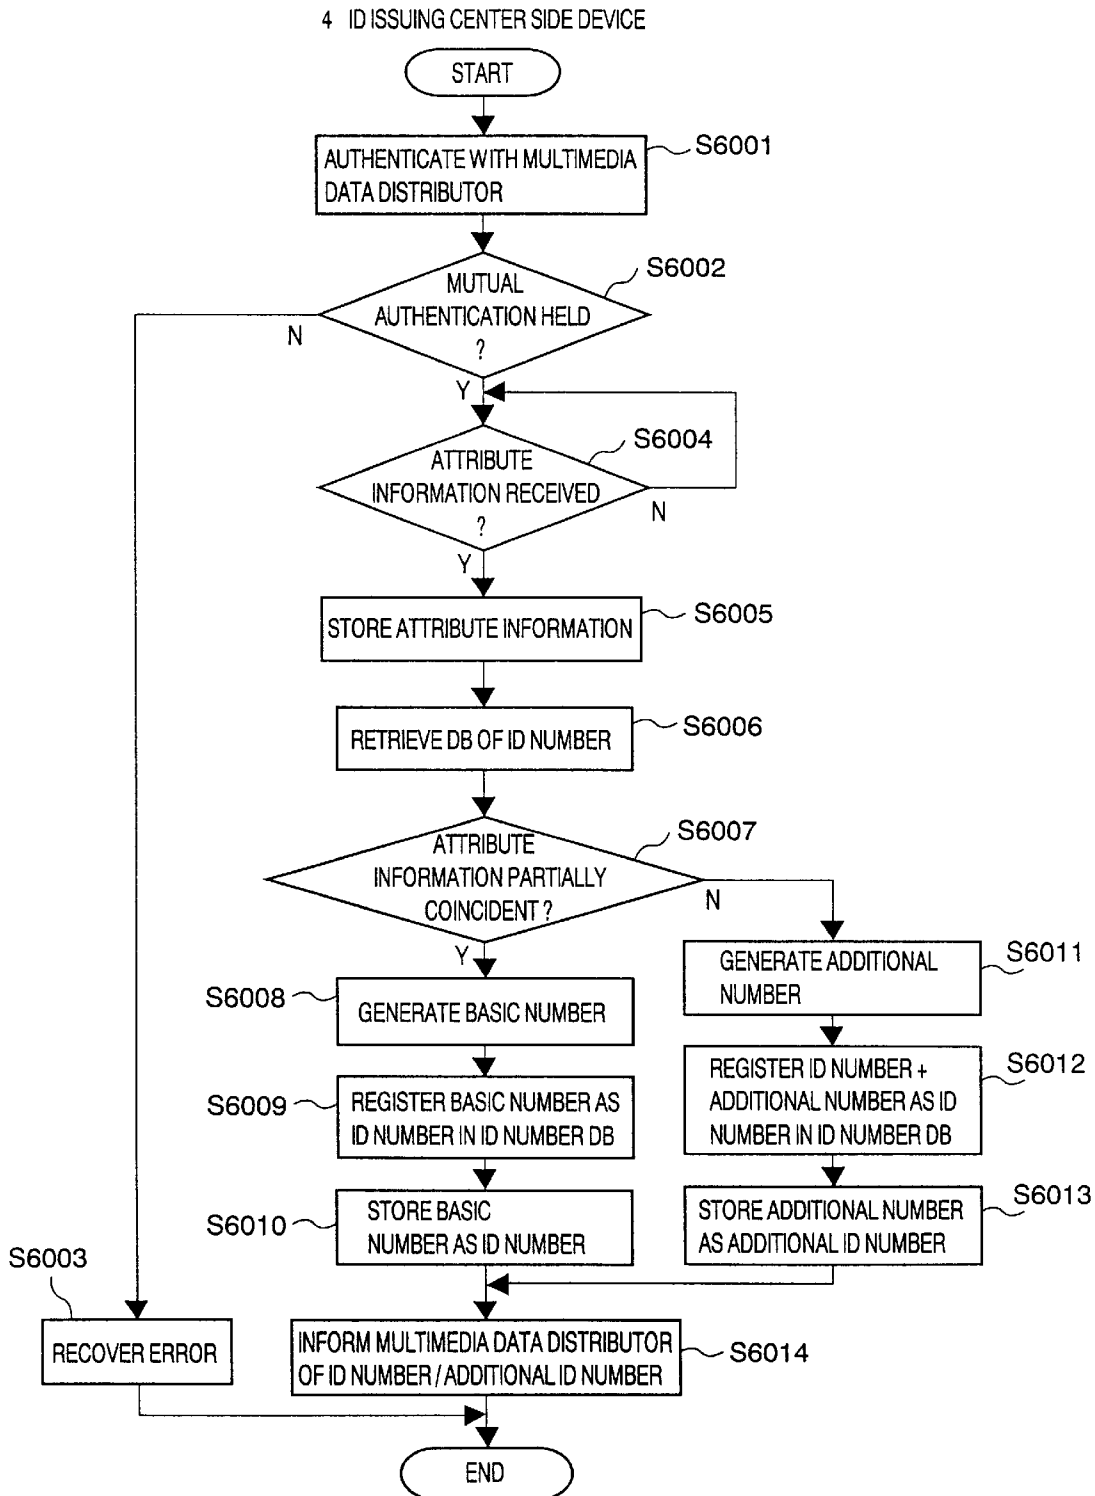 4 ID ISSUING CENTER SIDE DEVICE
START
AUTHENTICATE WITH MULTIMEDIA
DATA DISTRIBUTOR
S6001
MUTUAL
AUTHENTICATION HELD
?
S6002
N
Y
ATTRIBUTE
INFORMATION RECEIVED
?
S6004
N
Y
STORE ATTRIBUTE INFORMATION
S6005
RETRIEVE DB OF ID NUMBER
S6006
ATTRIBUTE
INFORMATION PARTIALLY
COINCIDENT ?
S6007
N
Y
S6008
GENERATE BASIC NUMBER
GENERATE ADDITIONAL
NUMBER
S6011
S6009
REGISTER BASIC NUMBER AS
ID NUMBER IN ID NUMBER DB
REGISTER ID NUMBER +
ADDITIONAL NUMBER AS ID
NUMBER IN ID NUMBER DB
S6012
S6010
STORE BASIC
NUMBER AS ID NUMBER
STORE ADDITIONAL NUMBER
AS ADDITIONAL ID NUMBER
S6013
S6003
RECOVER ERROR
INFORM MULTIMEDIA DATA DISTRIBUTOR
OF ID NUMBER / ADDITIONAL ID NUMBER
S6014
END